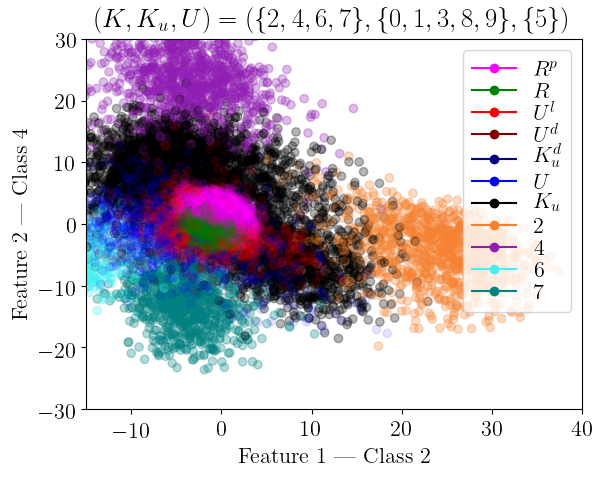 (K, K_u, U) = ({2, 4, 6, 7}, {0, 1, 3, 8, 9}, {5})
30
20
10
0
−10
−20
−30
Feature 2 — Class 4
R^p
R
U^l
U^d
K_u^d
U
K_u
2
4
6
7
−10
0
10
20
30
40
Feature 1 — Class 2